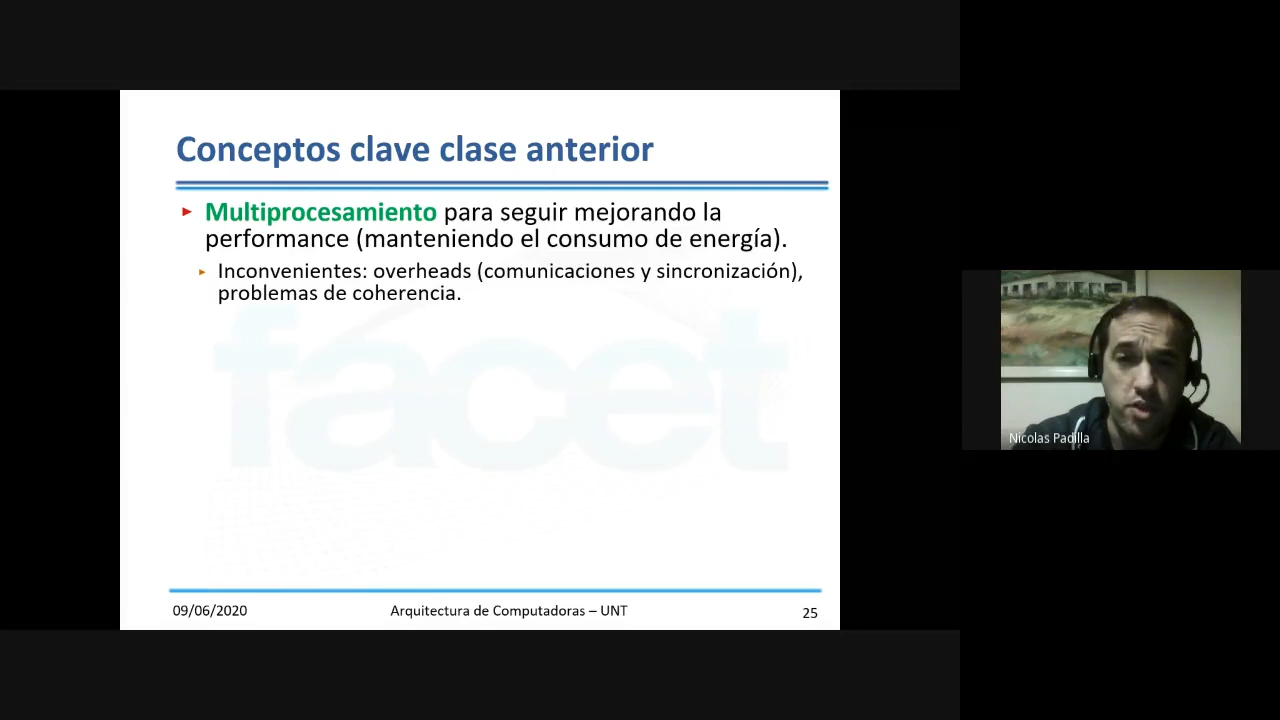 Conceptos clave clase anterior
Multiprocesamiento para seguir mejorando la
performance (manteniendo el consumo de energía).
Inconvenientes: overheads (comunicaciones y sincronización),
problemas de coherencia.
facet
09/06/2020
Arquitectura de Computadoras – UNT
25
Nicolas Padilla